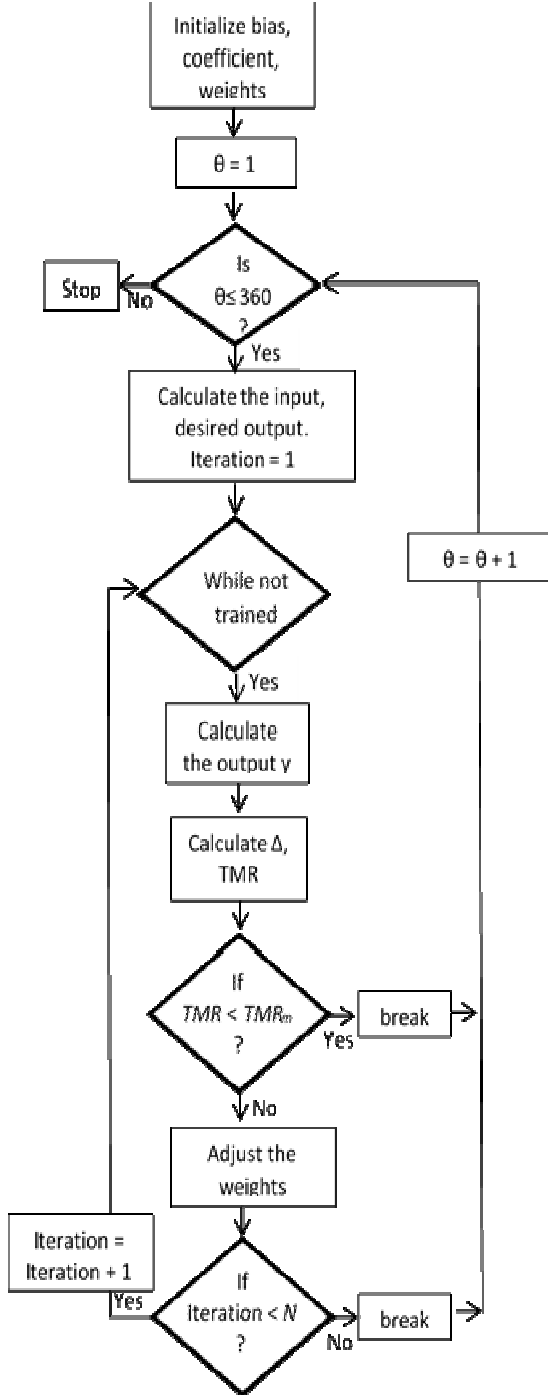 Initialize bias,
coefficient,
weights
θ = 1
Is
θ≤ 360
?
No
Stop
Yes
Calculate the input,
desired output.
Iteration = 1
θ = θ + 1
While not
trained
Yes
Calculate
the output y
Calculate Δ,
TMR
If
TMR < TMRₘ
?
Yes
break
No
Adjust the
weights
Iteration =
Iteration + 1
Yes
If
iteration < N
?
No
break